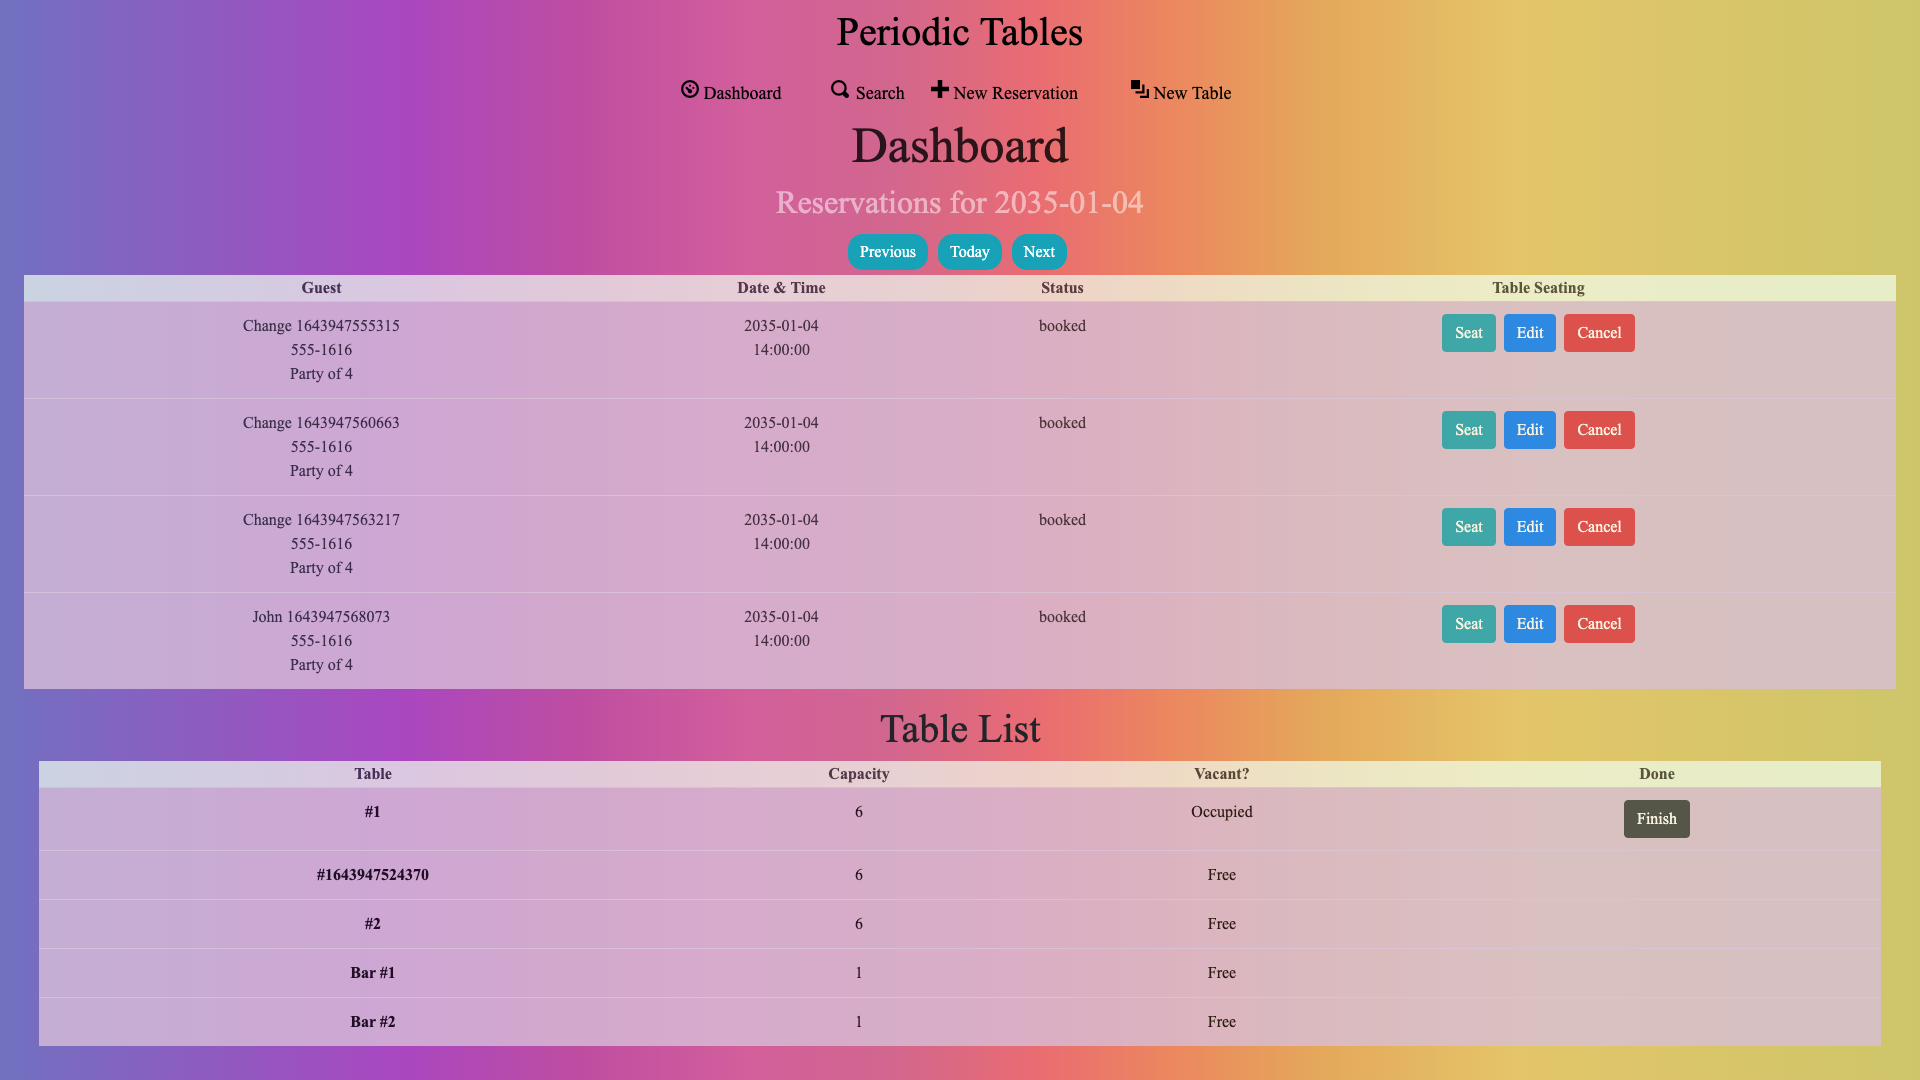 Periodic Tables
Dashboard Search New Reservation New Table
Dashboard
Reservations for 2035-01-04
Previous Today Next
Guest Date & Time Status Table Seating
Change 1643947555315 2035-01-04 booked Seat Edit Cancel
555-1616 14:00:00
Party of 4
Change 1643947560663 2035-01-04 booked Seat Edit Cancel
555-1616 14:00:00
Party of 4
Change 1643947563217 2035-01-04 booked Seat Edit Cancel
555-1616 14:00:00
Party of 4
John 1643947568073 2035-01-04 booked Seat Edit Cancel
555-1616 14:00:00
Party of 4
Table List
Table Capacity Vacant? Done
#1 6 Occupied Finish
#1643947524370 6 Free
#2 6 Free
Bar #1 1 Free
Bar #2 1 Free